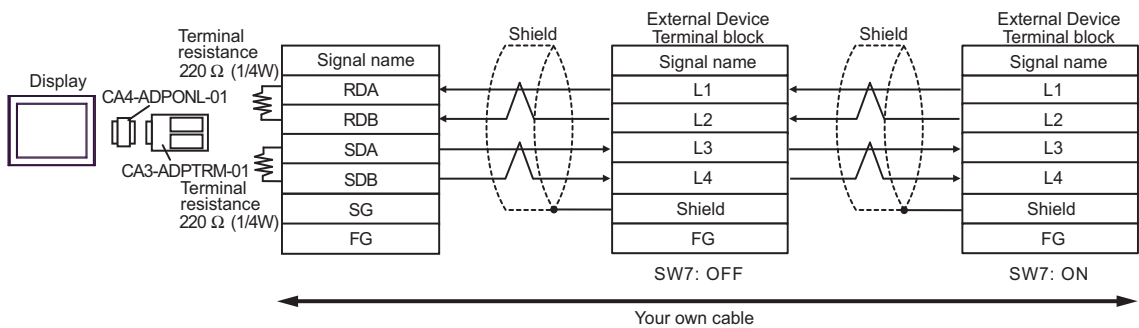 Display
CA4-ADPONL-01
CA3-ADPTRM-01
Terminal
resistance
220 Ω (1/4W)
Terminal
resistance
220 Ω (1/4W)
Signal name
RDA
RDB
SDA
SDB
SG
FG
Shield
External Device
Terminal block
Signal name
L1
L2
L3
L4
Shield
FG
SW7: OFF
Shield
External Device
Terminal block
Signal name
L1
L2
L3
L4
Shield
FG
SW7: ON
Your own cable